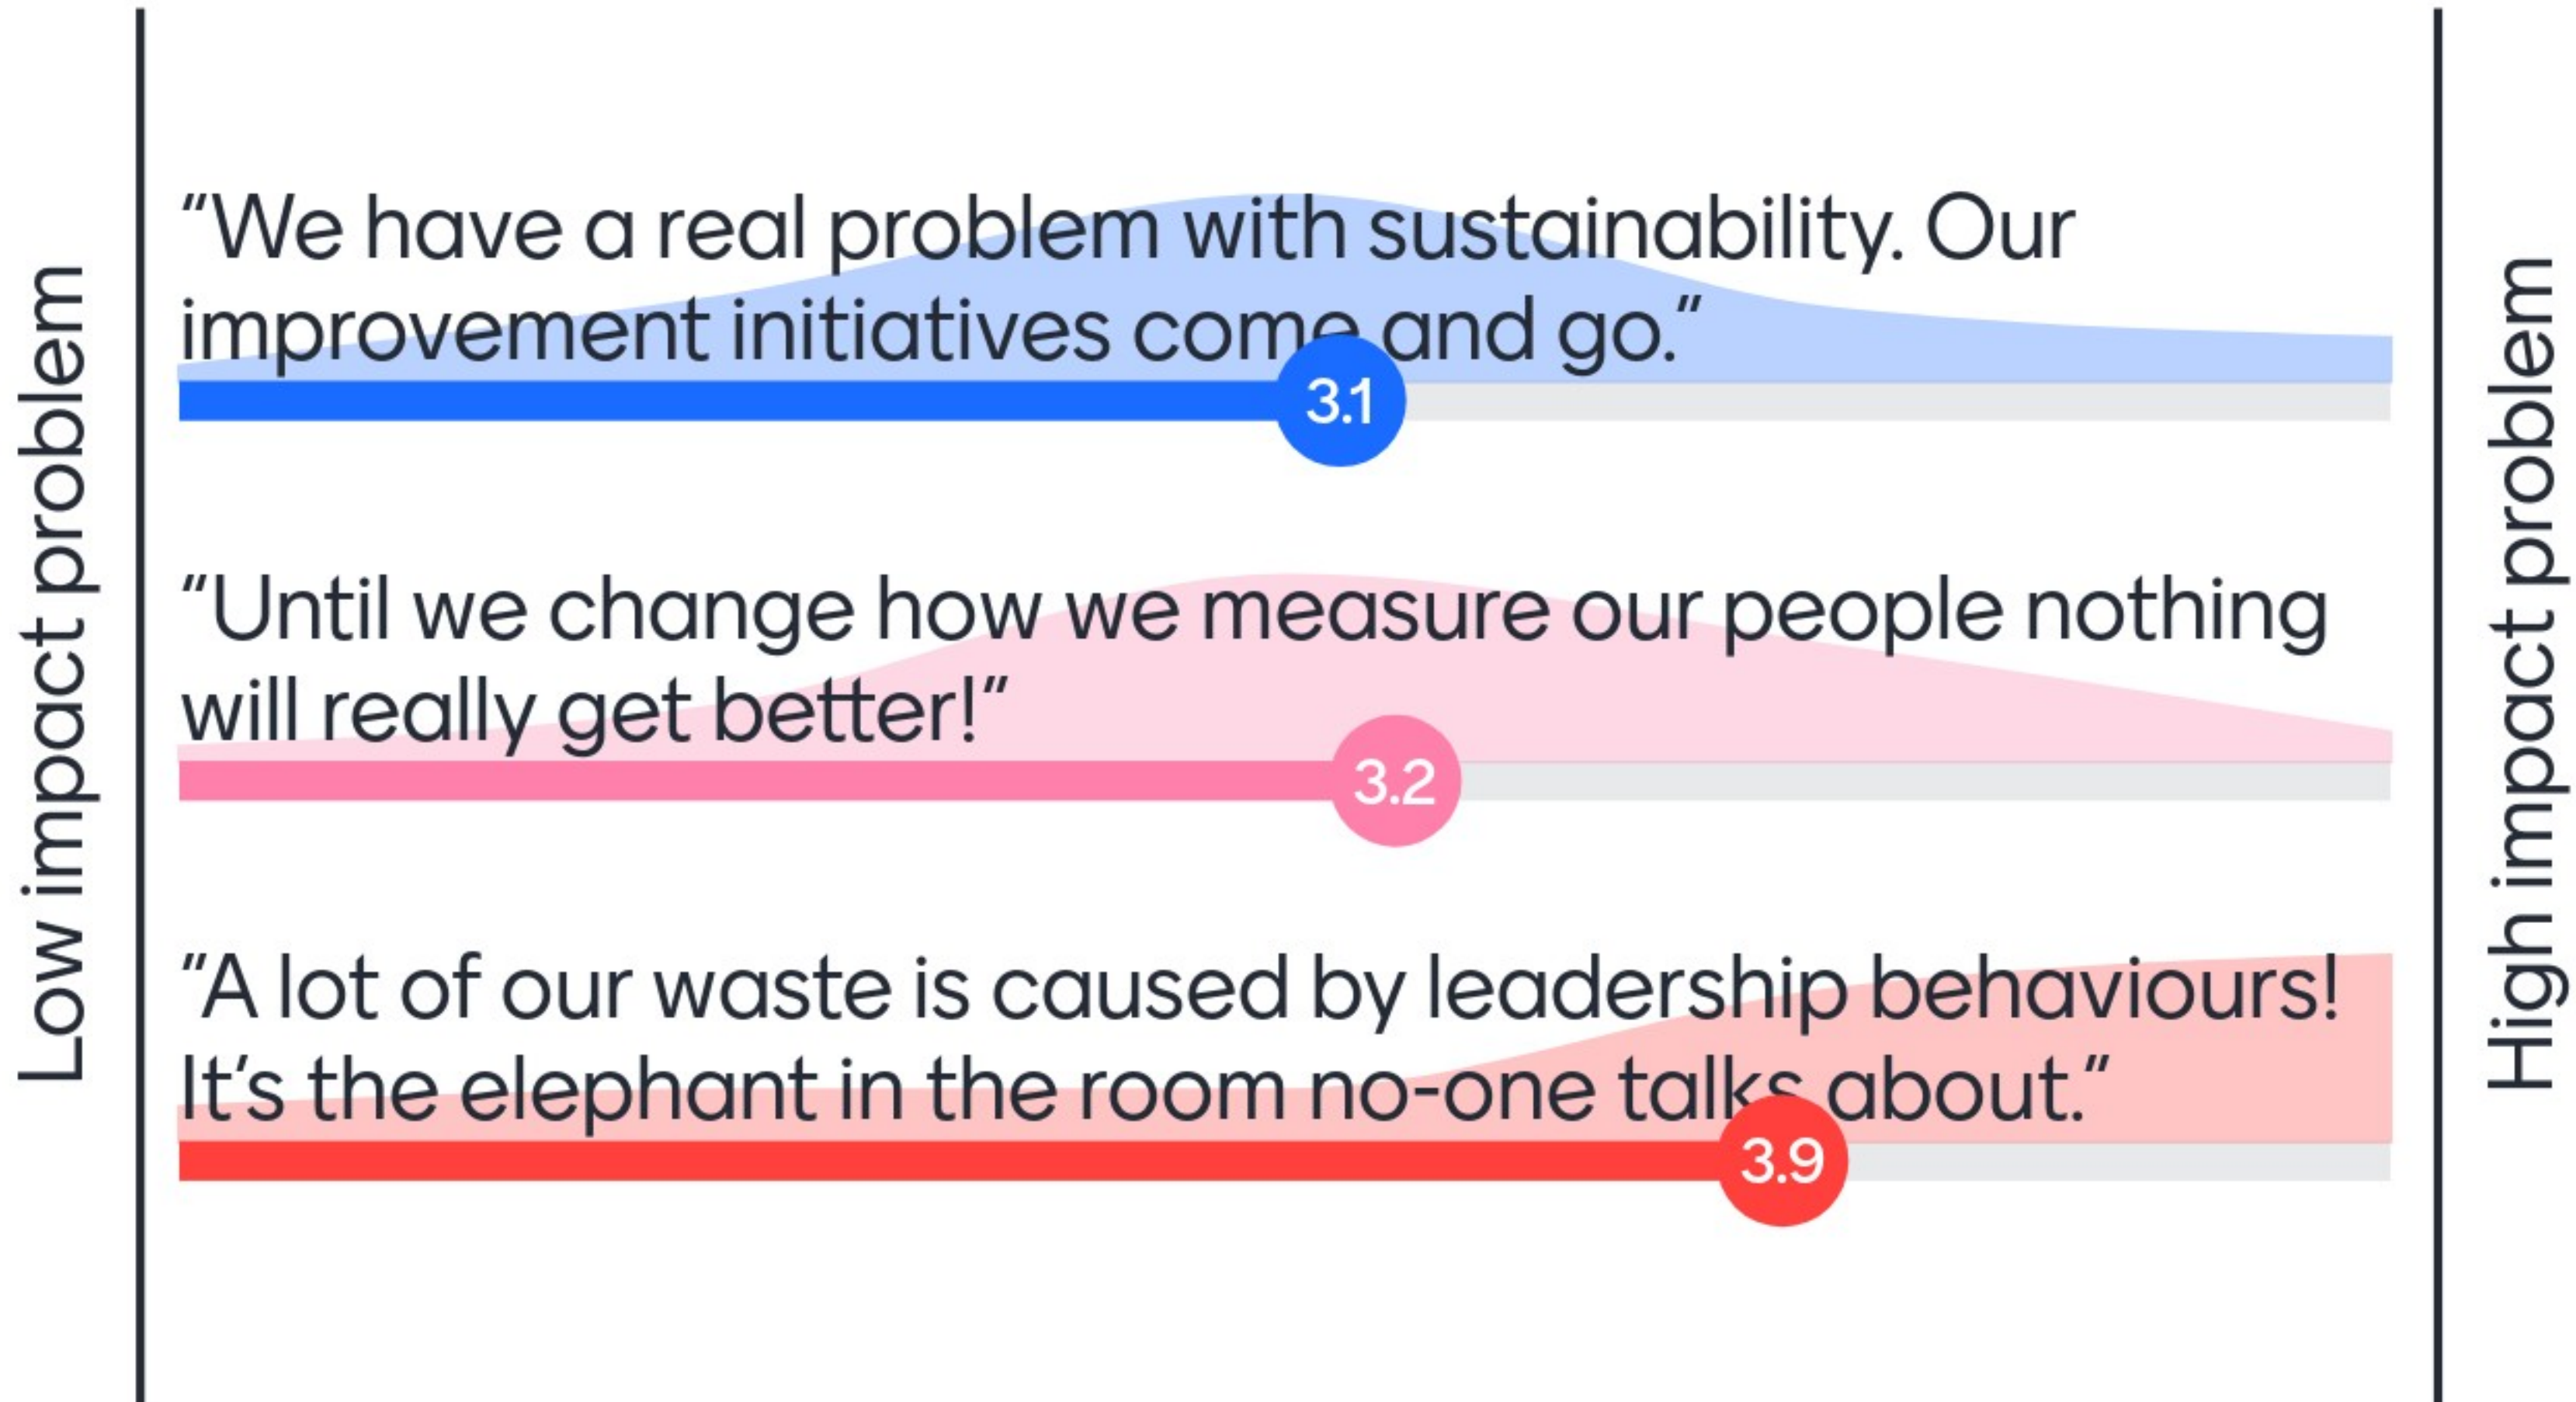 Low impact problem
“We have a real problem with sustainability. Our
improvement initiatives come and go.”
3.1
“Until we change how we measure our people nothing
will really get better!”
3.2
“A lot of our waste is caused by leadership behaviours!
It’s the elephant in the room no-one talks about.”
3.9
High impact problem